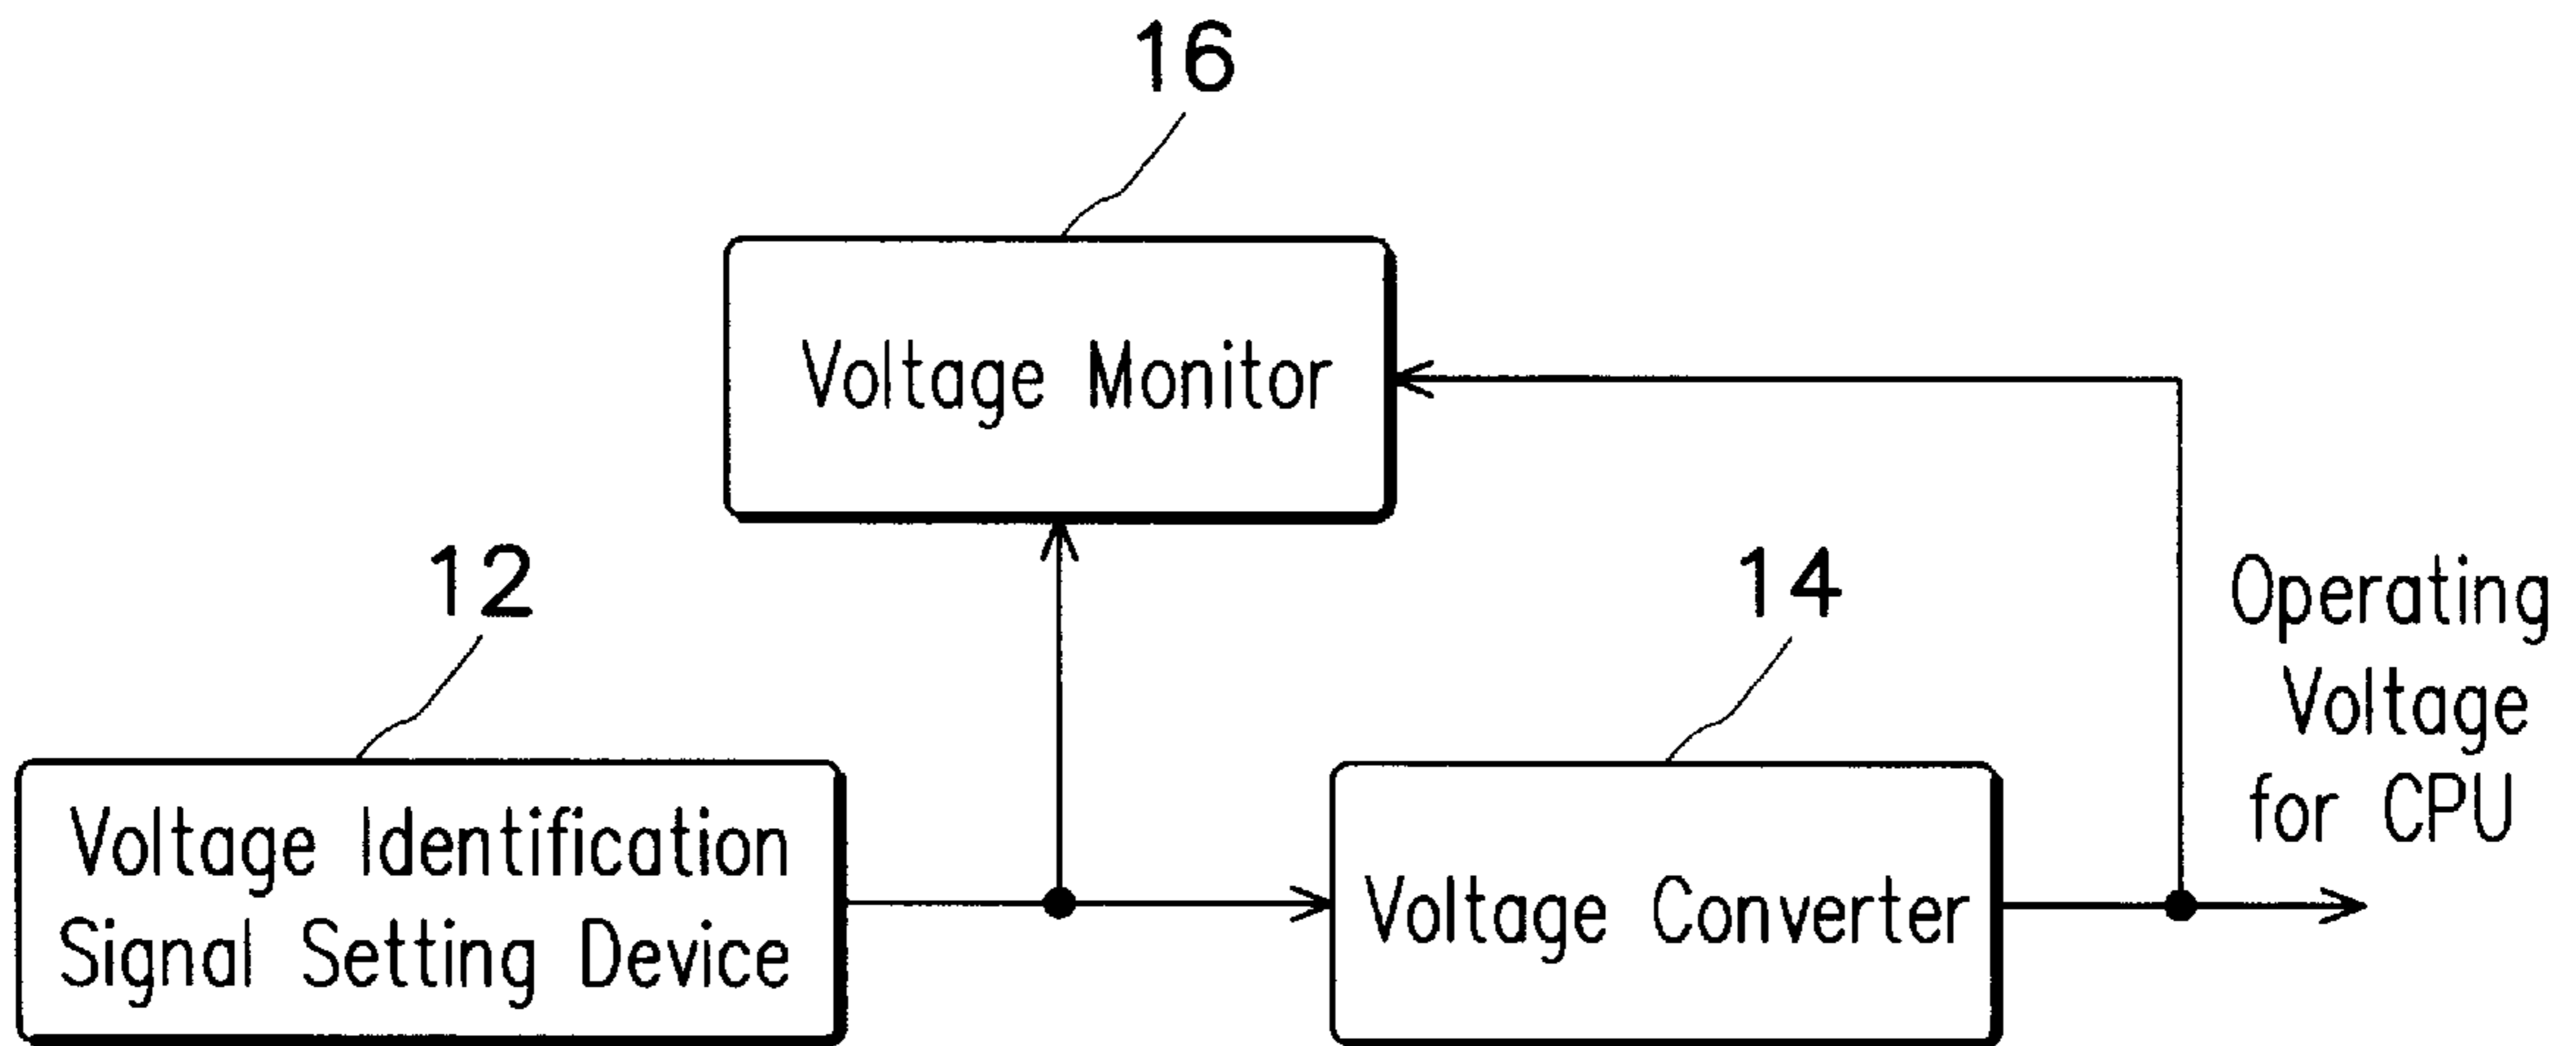 16
Voltage Monitor
12
14
Operating
Voltage
for CPU
Voltage Identification
Signal Setting Device
Voltage Converter